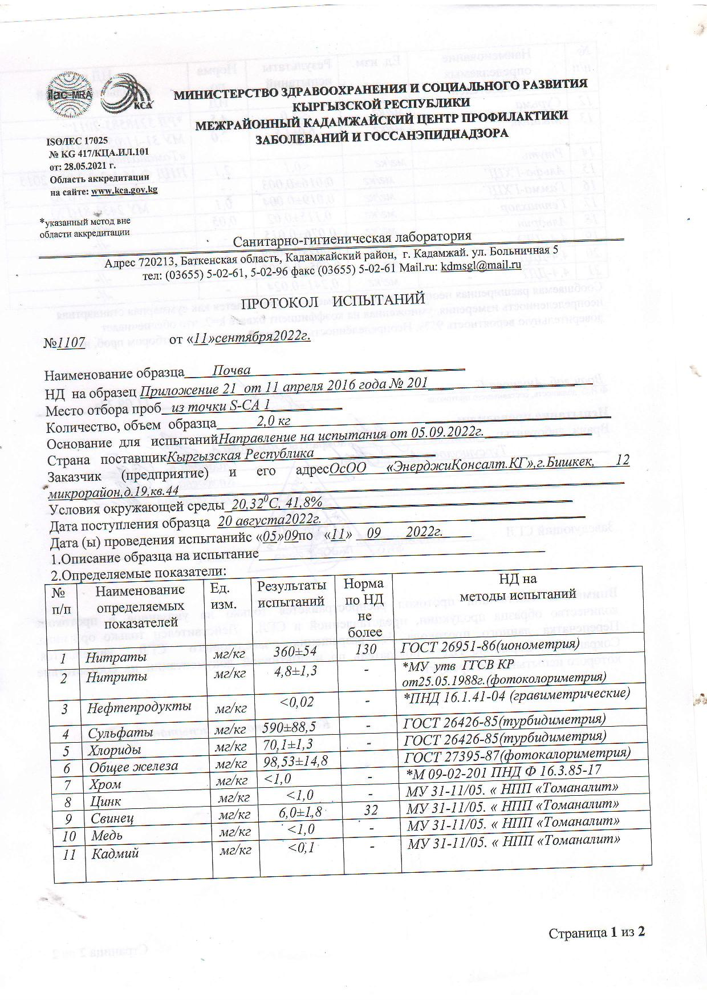 ilac-MRA
КСА
МИНИСТЕРСТВО ЗДРАВООХРАНЕНИЯ И СОЦИАЛЬНОГО РАЗВИТИЯ
КЫРГЫЗСКОЙ РЕСПУБЛИКИ
МЕЖРАЙОННЫЙ КАДАМЖАЙСКИЙ ЦЕНТР ПРОФИЛАКТИКИ
ЗАБОЛЕВАНИЙ И ГОССАНЭПИДНАДЗОРА
ISO/IEC 17025
№ KG 417/КЦА.ИЛ.101
от: 28.05.2021 г.
Область аккредитации
на сайте: www.kca.gov.kg
*указанный метод вне
области аккредитации
Санитарно-гигиеническая лаборатория
Адрес 720213, Баткенская область, Кадамжайский район, г. Кадамжай. ул. Больничная 5
тел: (03655) 5-02-61, 5-02-96 факс (03655) 5-02-61 Mail.ru: kdmsgl@mail.ru
ПРОТОКОЛ ИСПЫТАНИЙ
№1107 от «11»сентября2022г.
Наименование образца____Почва
НД на образец Приложение 21 от 11 апреля 2016 года № 201
Место отбора проб_ из точки S-CA 1
Количество, объем образца 2,0 кг
Основание для испытанийНаправление на испытания от 05.09.2022г.
Страна поставщикКыргызская Республика
Заказчик (предприятие) и его адресОсОО «ЭнерджиКонсалт.КГ»,г.Бишкек, 12
микрорайон,д.19,кв.44
Условия окружающей среды_20,32⁰С, 41,8%
Дата поступления образца 20 августа2022г.
Дата (ы) проведения испытанийс «05»09по «11» 09 2022г.
1.Описание образца на испытание
2.Определяемые показатели:
№ п/п Наименование определяемых показателей Ед. изм. Результаты испытаний Норма по НД не более НД на методы испытаний
1 Нитраты мг/кг 360±54 130 ГОСТ 26951-86(ионометрия)
2 Нитриты мг/кг 4,8±1,3 - *МУ утв ГГСВ КР
от25.05.1988г.(фотоколориметрия)
3 Нефтепродукты мг/кг <0,02 - *ПНД 16.1.41-04 (гравиметрические)
4 Сульфаты мг/кг 590±88,5 - ГОСТ 26426-85(турбидиметрия)
5 Хлориды мг/кг 70,1±1,3 - ГОСТ 26426-85(турбидиметрия)
6 Общее железа мг/кг 98,53±14,8 ГОСТ 27395-87(фотокалориметрия)
7 Хром мг/кг <1,0 - *М 09-02-201 ПНД Ф 16.3.85-17
8 Цинк мг/кг <1,0 - МУ 31-11/05. « НПП «Томаналит»
9 Свинец мг/кг 6,0±1,8 32 МУ 31-11/05. « НПП «Томаналит»
10 Медь мг/кг <1,0 - МУ 31-11/05. « НПП «Томаналит»
11 Кадмий мг/кг <0,1 - МУ 31-11/05. « НПП «Томаналит»
Страница 1 из 2